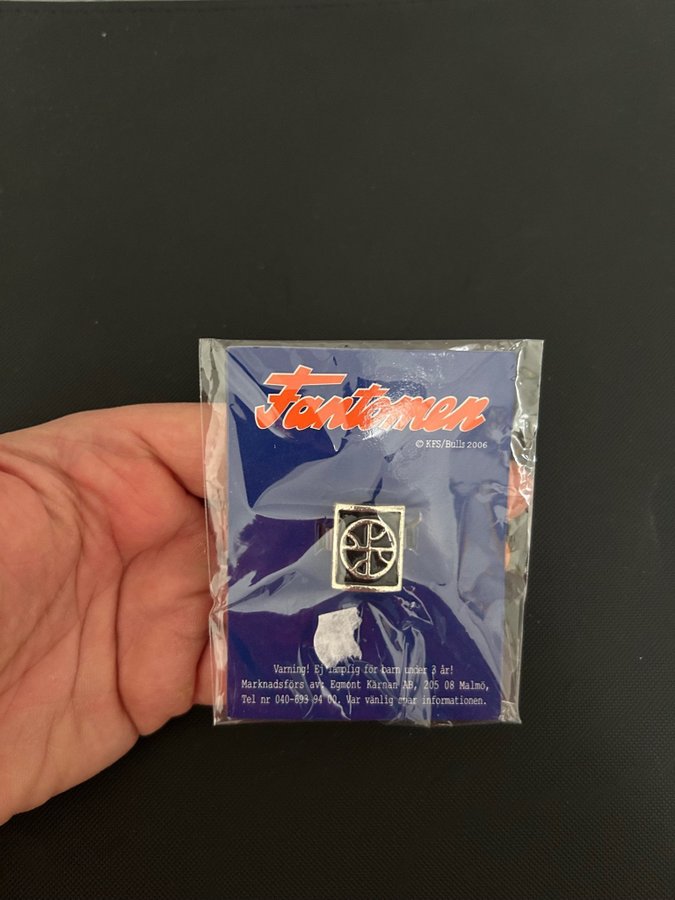 Fantomen
© KFS/Bulls 2006
Varning! Ej lämplig för barn under 3 år!
Marknadsförs av: Egmont Kärnan AB, 205 08 Malmö,
Tel nr 040-693 94 00. Var vänlig spar informationen.